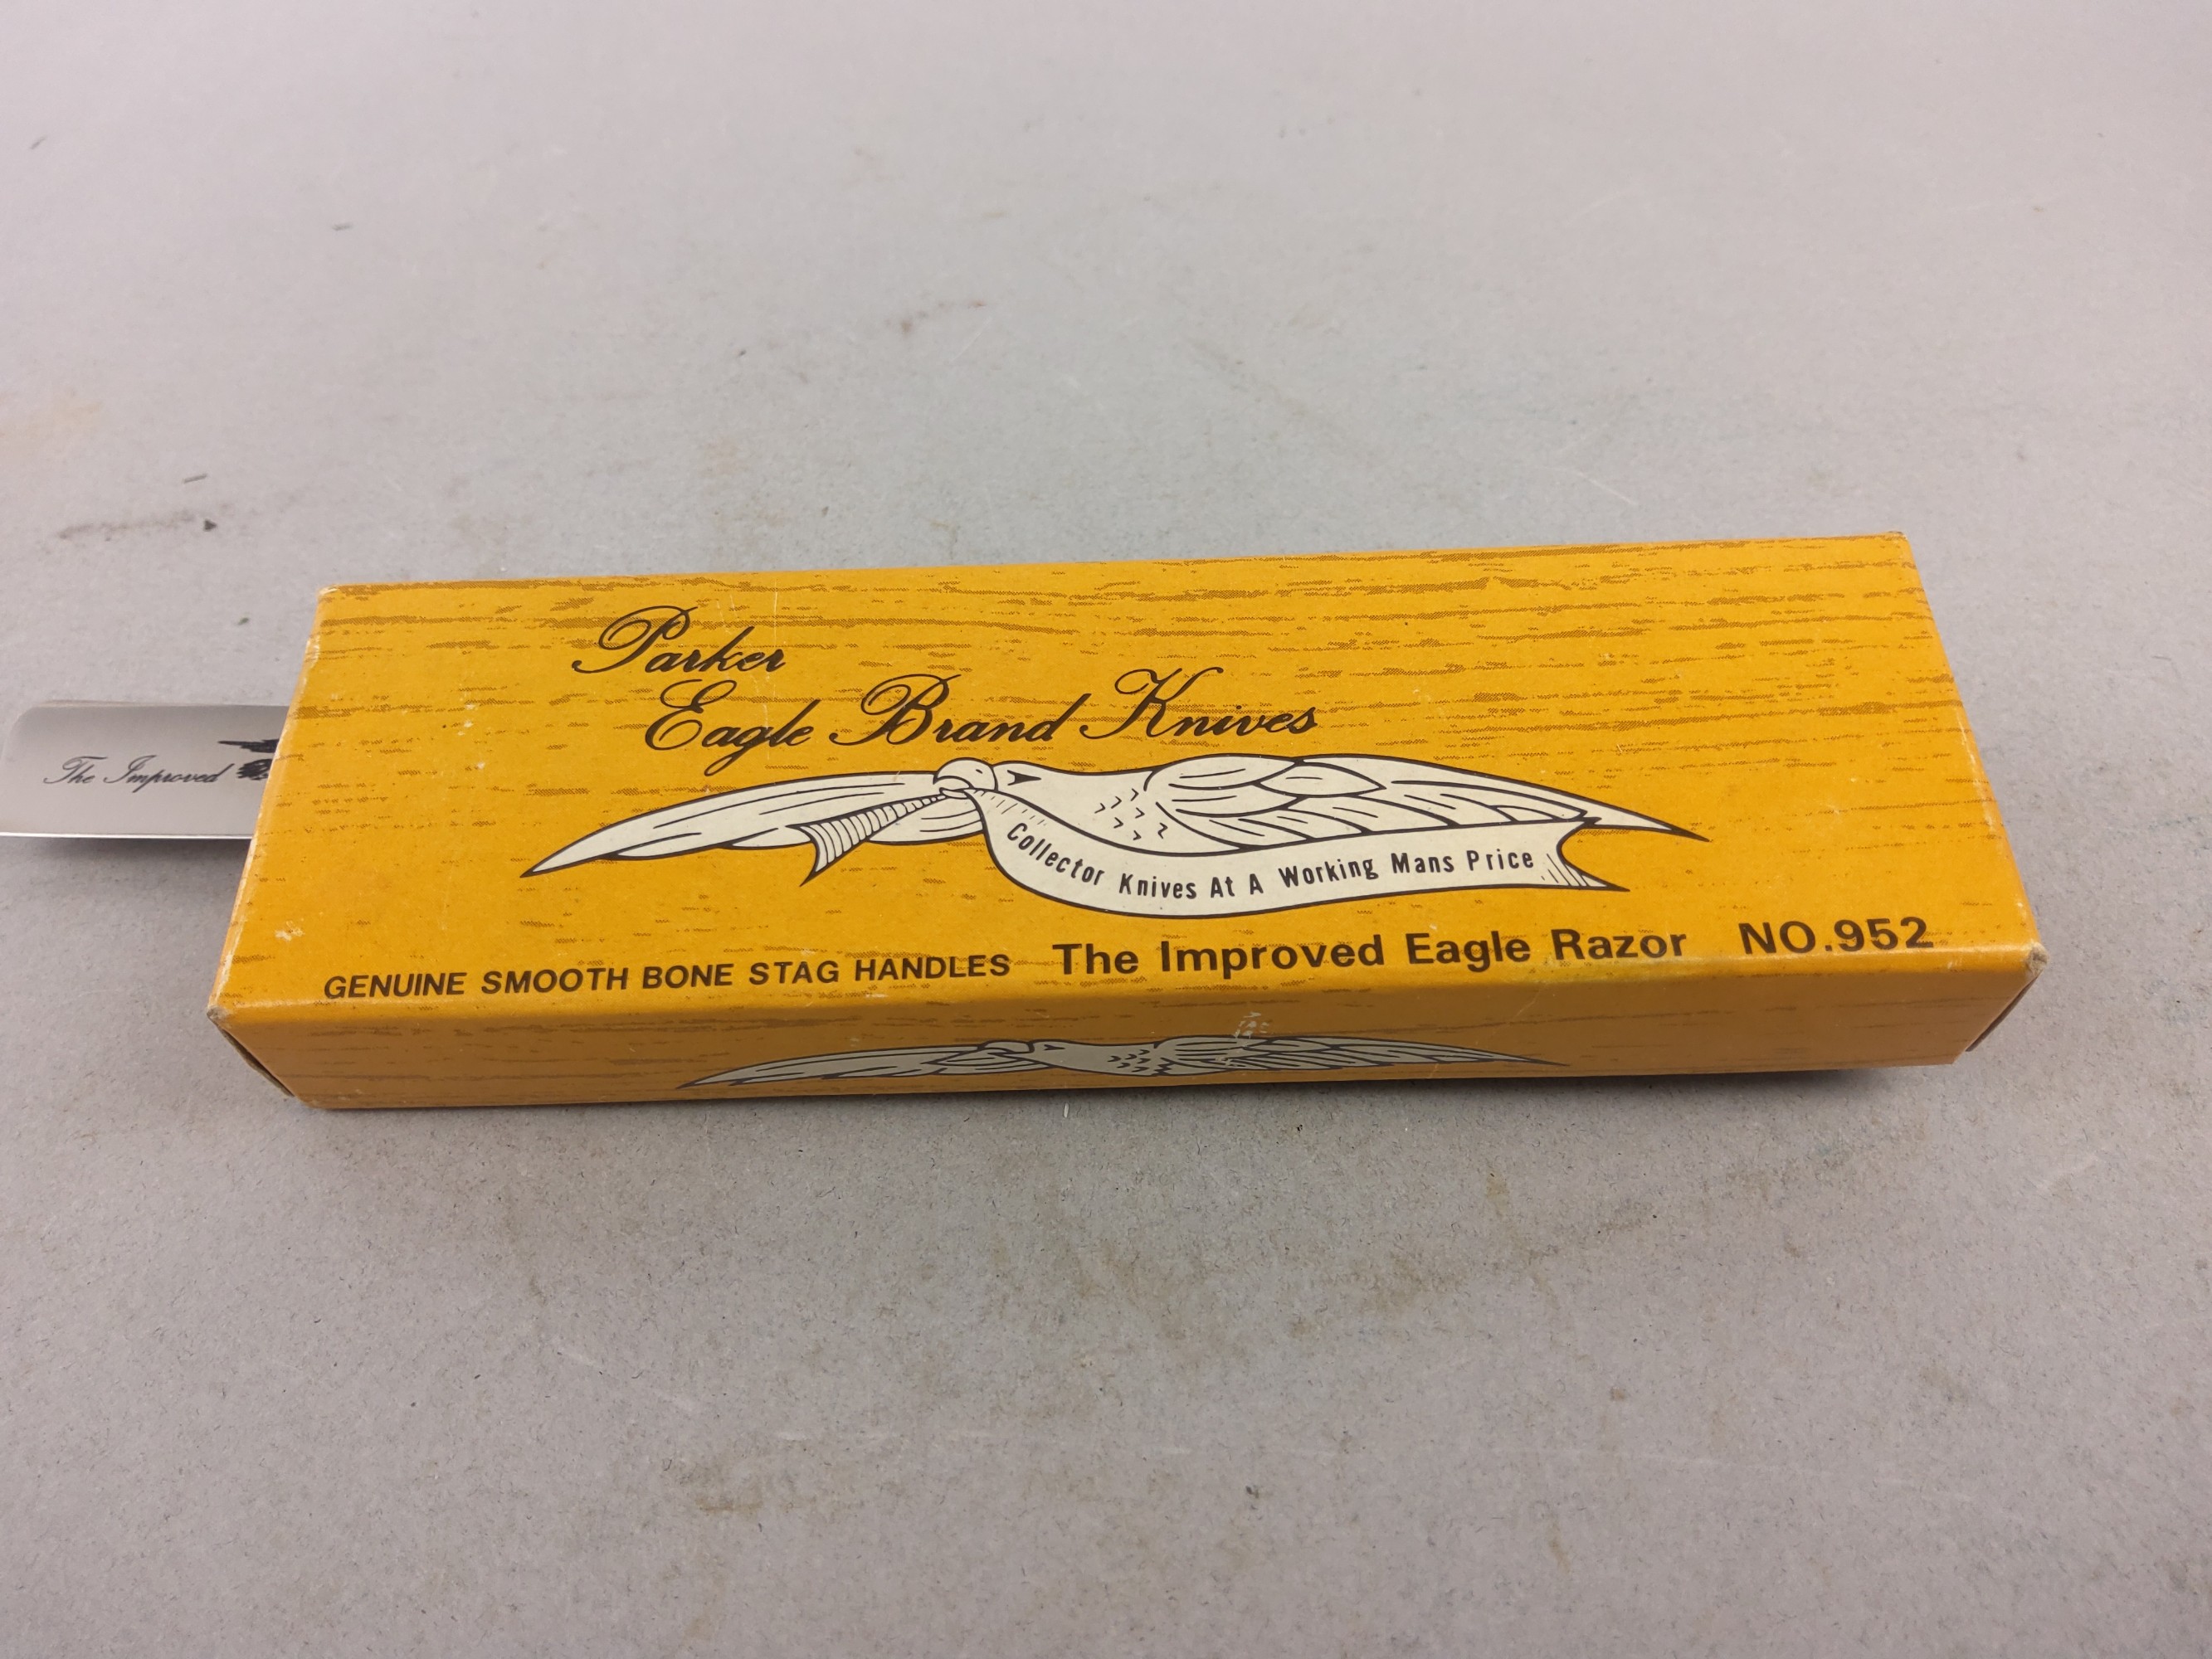 Parker
Eagle Brand Knives
Collector Knives At A Working Mans Price
GENUINE SMOOTH BONE STAG HANDLES The Improved Eagle Razor NO.952
The Improved